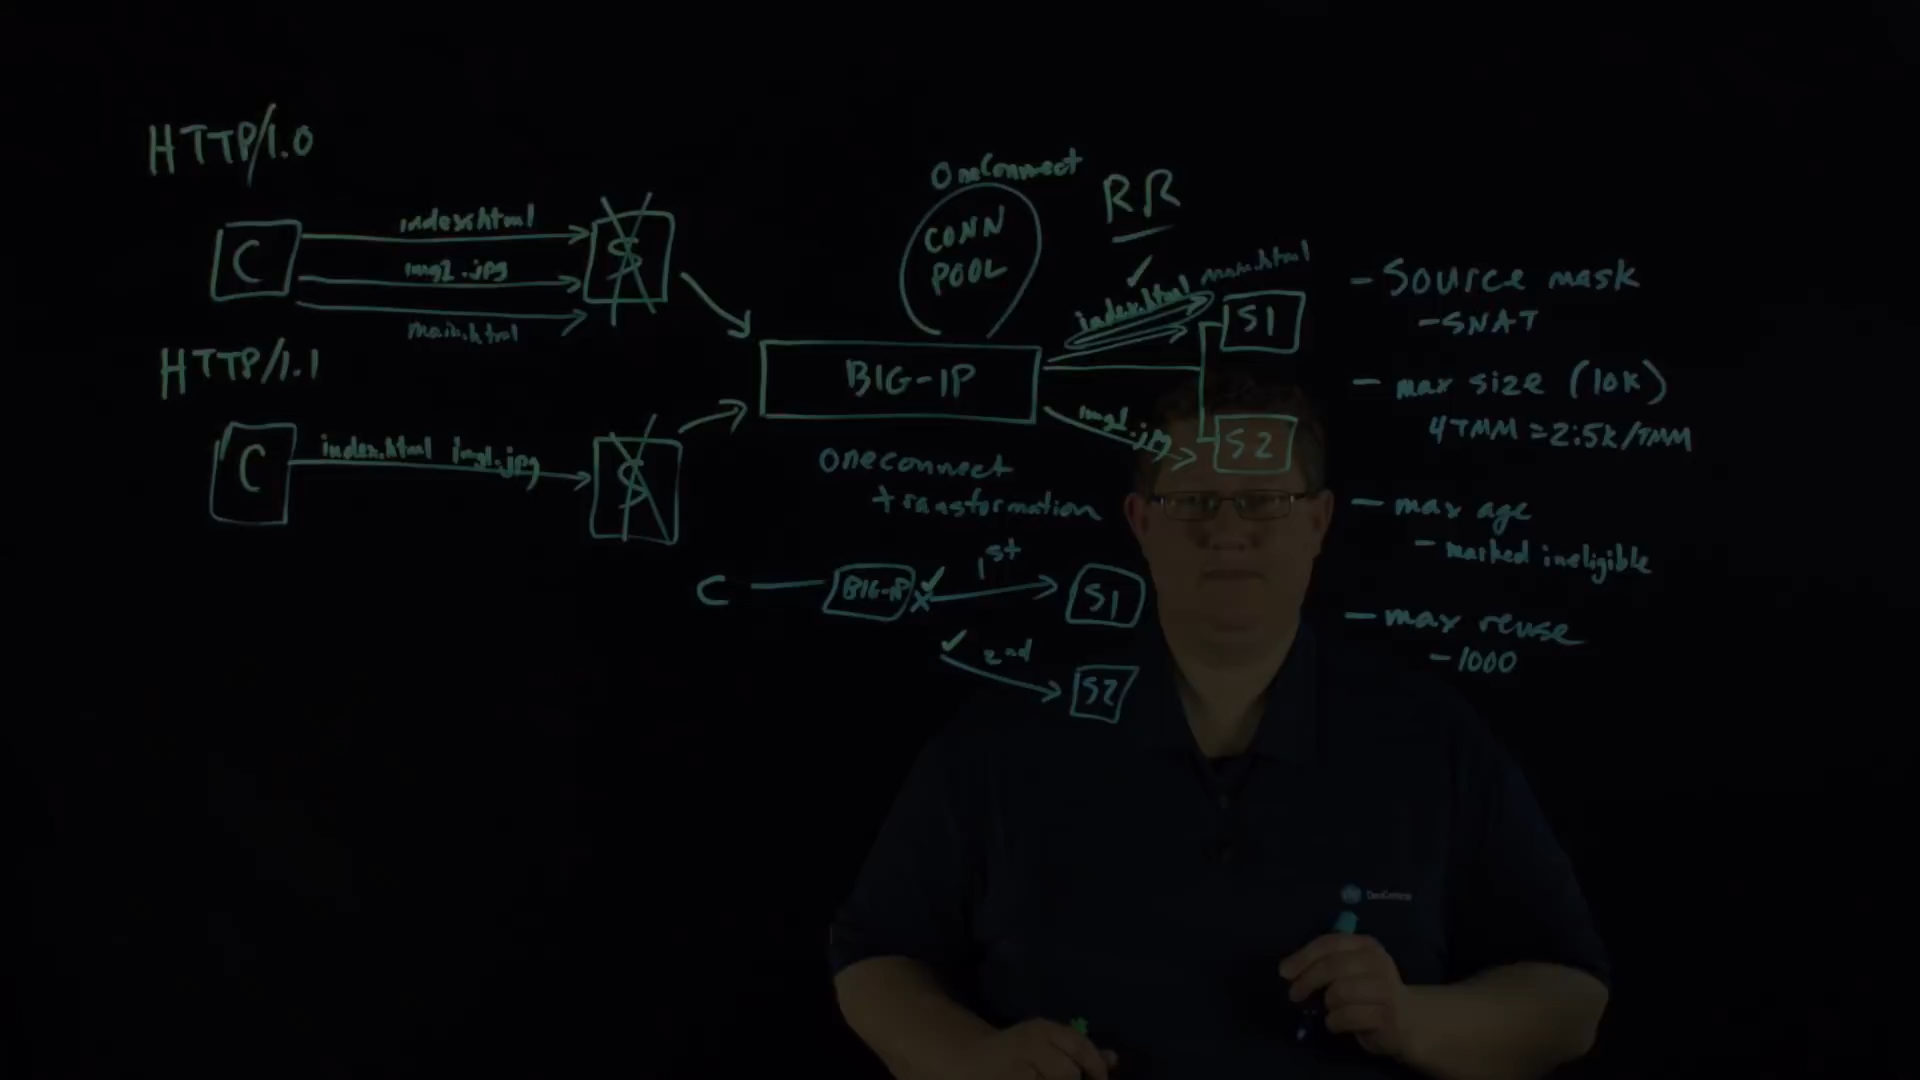 HTTP/1.0
C
index.html
img1.jpg
main.html
S
HTTP/1.1
C
index.html img1.jpg
S
OneConnect
CONN
POOL
RR
index.html main.html
BIG-IP
S1
img1.jpg
S2
oneconnect
transformation
C
BIG-IP
1st
S1
2nd
S2
- Source mask
- SNAT
- max size (10k)
4 TMM = 2.5k/TMM
- max age
- marked ineligible
- max reuse
- 1000
DevCentral